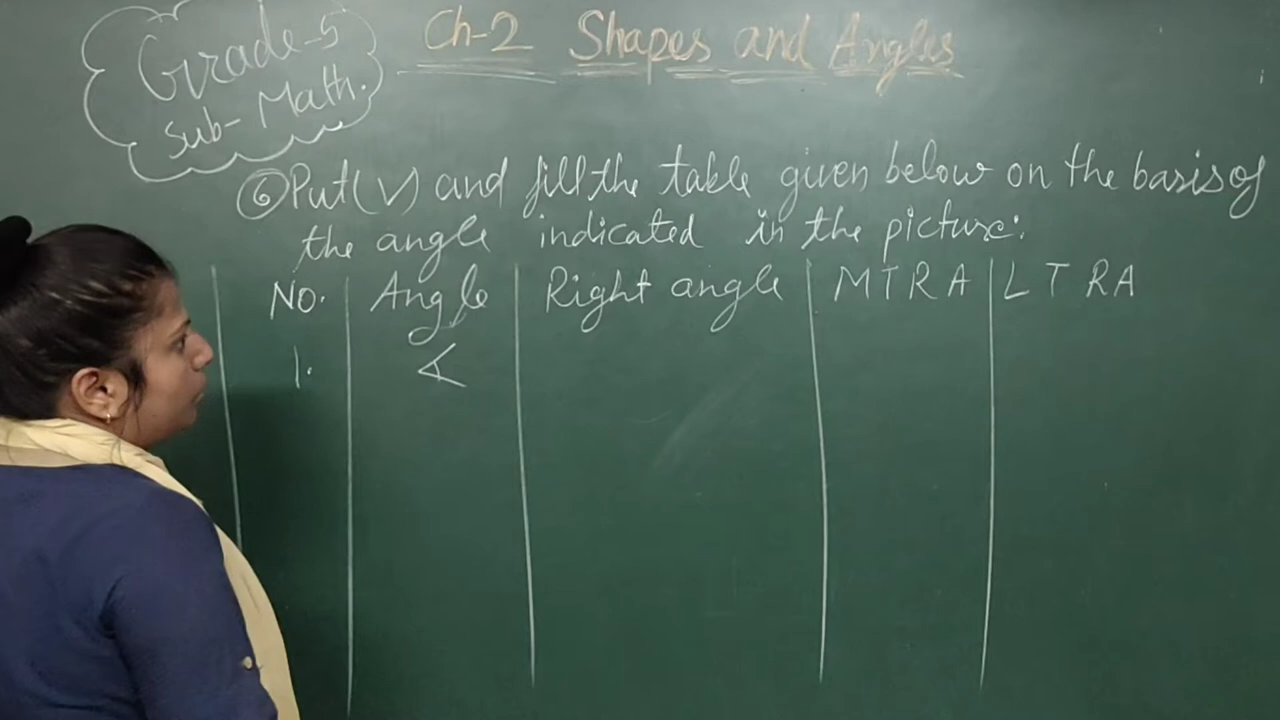 Grade-5
Sub- Math.
Ch-2 Shapes and Angles
⑥ Put (√) and fill the table given below on the basis of
the angle indicated in the picture:
No. Angle Right angle MTRA LTRA
1. ∢